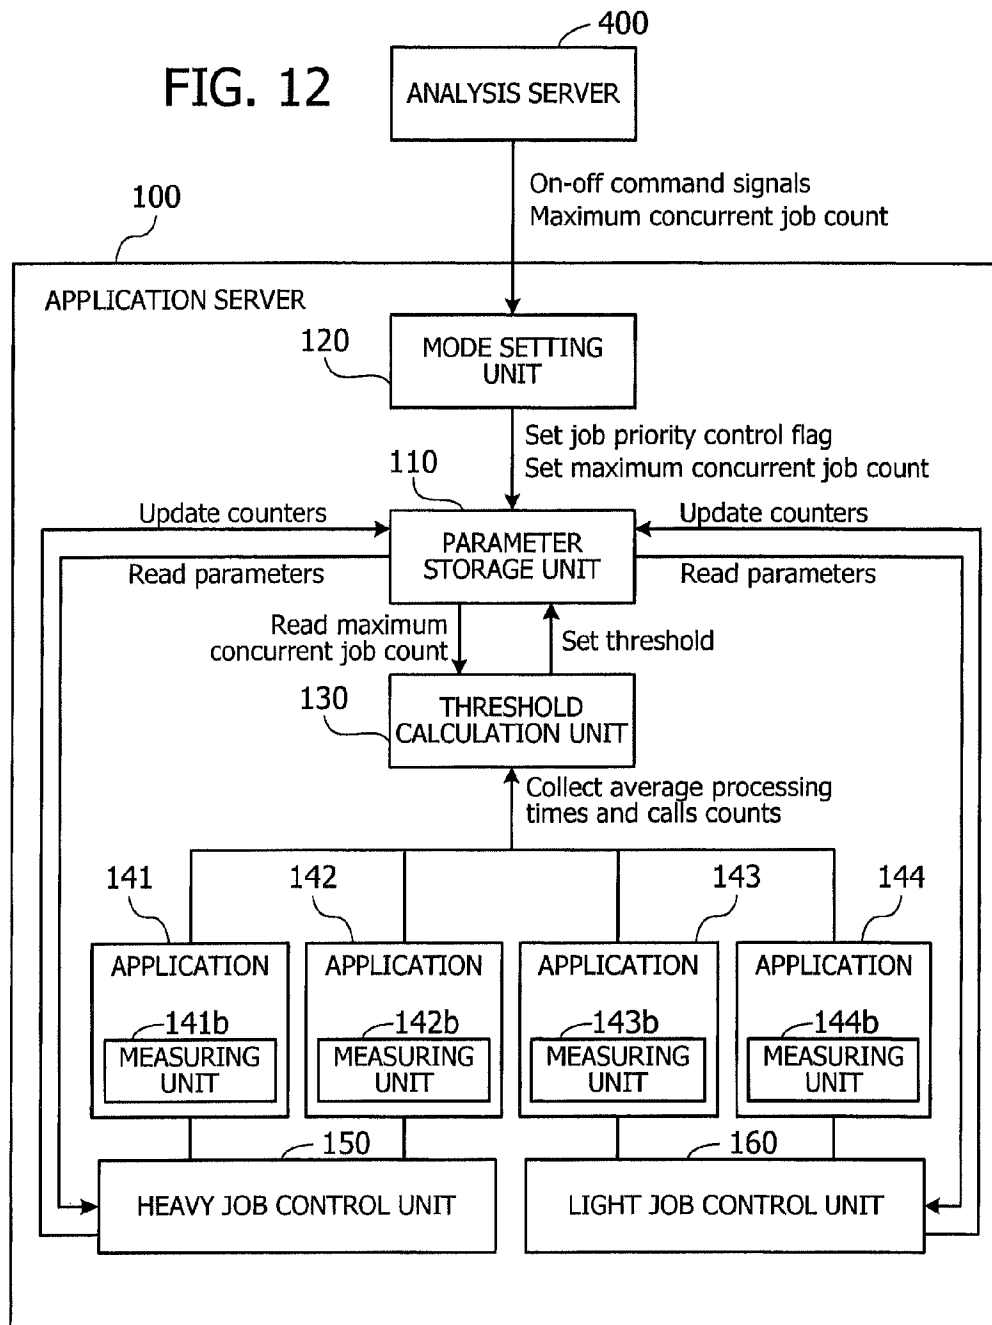 400
FIG. 12
ANALYSIS SERVER
On-off command signals
Maximum concurrent job count
100
APPLICATION SERVER
120
MODE SETTING
UNIT
Set job priority control flag
Set maximum concurrent job count
110
Update counters
Update counters
PARAMETER
STORAGE UNIT
Read parameters
Read parameters
Read maximum
concurrent job count
Set threshold
130
THRESHOLD
CALCULATION UNIT
Collect average processing
times and calls counts
141
142
143
144
APPLICATION
APPLICATION
APPLICATION
APPLICATION
141b
142b
143b
144b
MEASURING
UNIT
MEASURING
UNIT
MEASURING
UNIT
MEASURING
UNIT
150
160
HEAVY JOB CONTROL UNIT
LIGHT JOB CONTROL UNIT